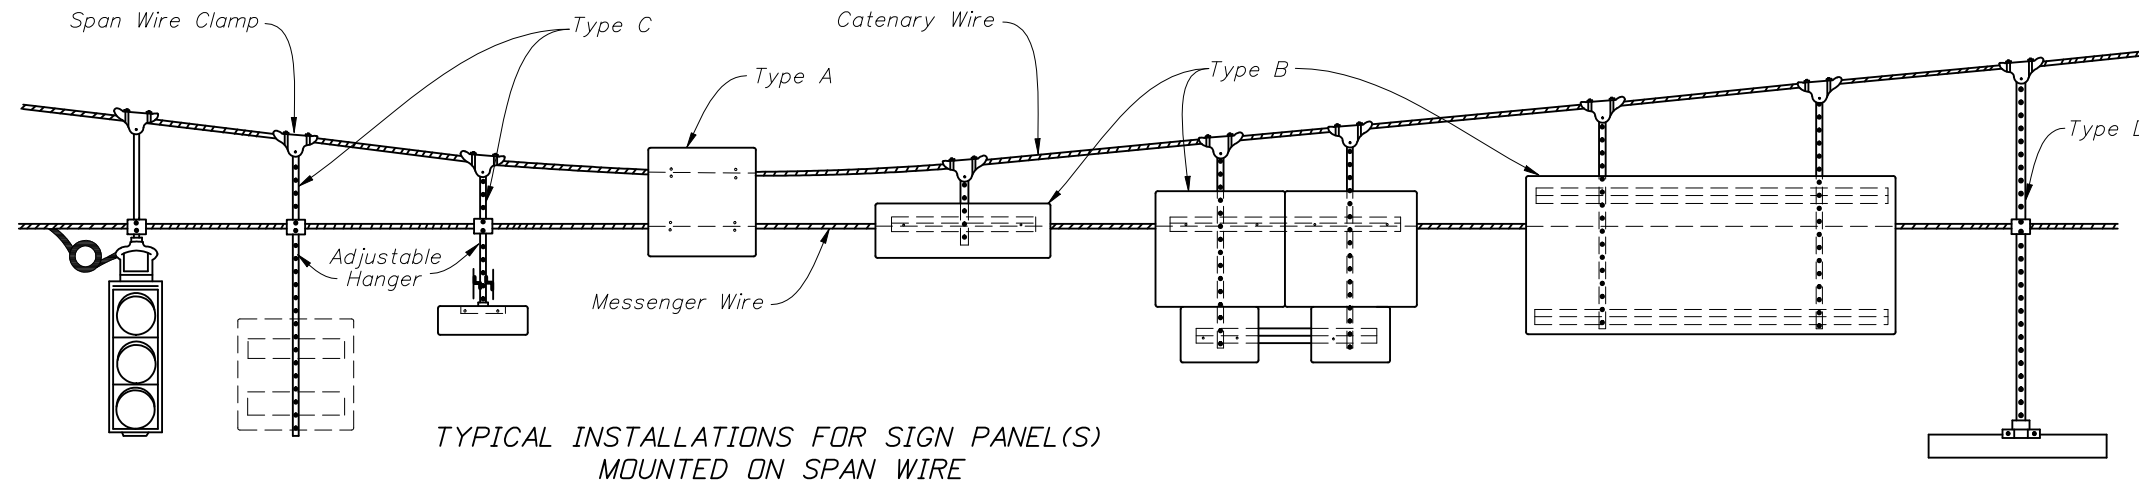 Span Wire Clamp
Type C
Catenary Wire
Type A
Type B
Type
Adjustable
Hanger
Messenger Wire
TYPICAL INSTALLATIONS FOR SIGN PANEL(S)
MOUNTED ON SPAN WIRE